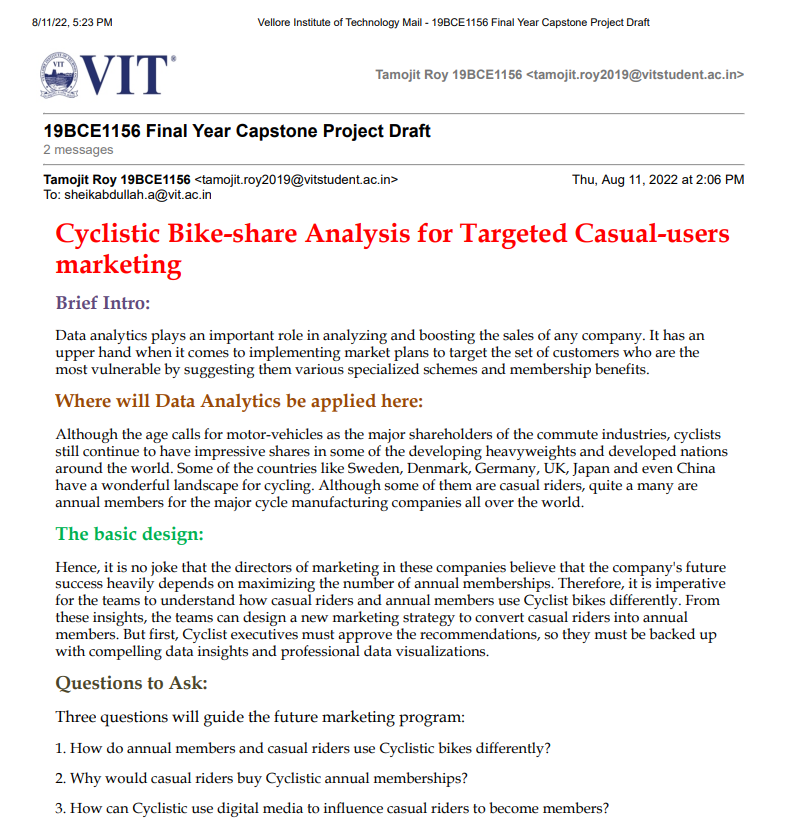 8/11/22, 5:23 PM
Vellore Institute of Technology Mail - 19BCE1156 Final Year Capstone Project Draft
VIT
VIT®
Tamojit Roy 19BCE1156 <tamojit.roy2019@vitstudent.ac.in>
19BCE1156 Final Year Capstone Project Draft
2 messages
Tamojit Roy 19BCE1156 <tamojit.roy2019@vitstudent.ac.in>
Thu, Aug 11, 2022 at 2:06 PM
To: sheikabdullah.a@vit.ac.in
Cyclistic Bike-share Analysis for Targeted Casual-users
marketing
Brief Intro:
Data analytics plays an important role in analyzing and boosting the sales of any company. It has an
upper hand when it comes to implementing market plans to target the set of customers who are the
most vulnerable by suggesting them various specialized schemes and membership benefits.
Where will Data Analytics be applied here:
Although the age calls for motor-vehicles as the major shareholders of the commute industries, cyclists
still continue to have impressive shares in some of the developing heavyweights and developed nations
around the world. Some of the countries like Sweden, Denmark, Germany, UK, Japan and even China
have a wonderful landscape for cycling. Although some of them are casual riders, quite a many are
annual members for the major cycle manufacturing companies all over the world.
The basic design:
Hence, it is no joke that the directors of marketing in these companies believe that the company's future
success heavily depends on maximizing the number of annual memberships. Therefore, it is imperative
for the teams to understand how casual riders and annual members use Cyclist bikes differently. From
these insights, the teams can design a new marketing strategy to convert casual riders into annual
members. But first, Cyclist executives must approve the recommendations, so they must be backed up
with compelling data insights and professional data visualizations.
Questions to Ask:
Three questions will guide the future marketing program:
1. How do annual members and casual riders use Cyclistic bikes differently?
2. Why would casual riders buy Cyclistic annual memberships?
3. How can Cyclistic use digital media to influence casual riders to become members?